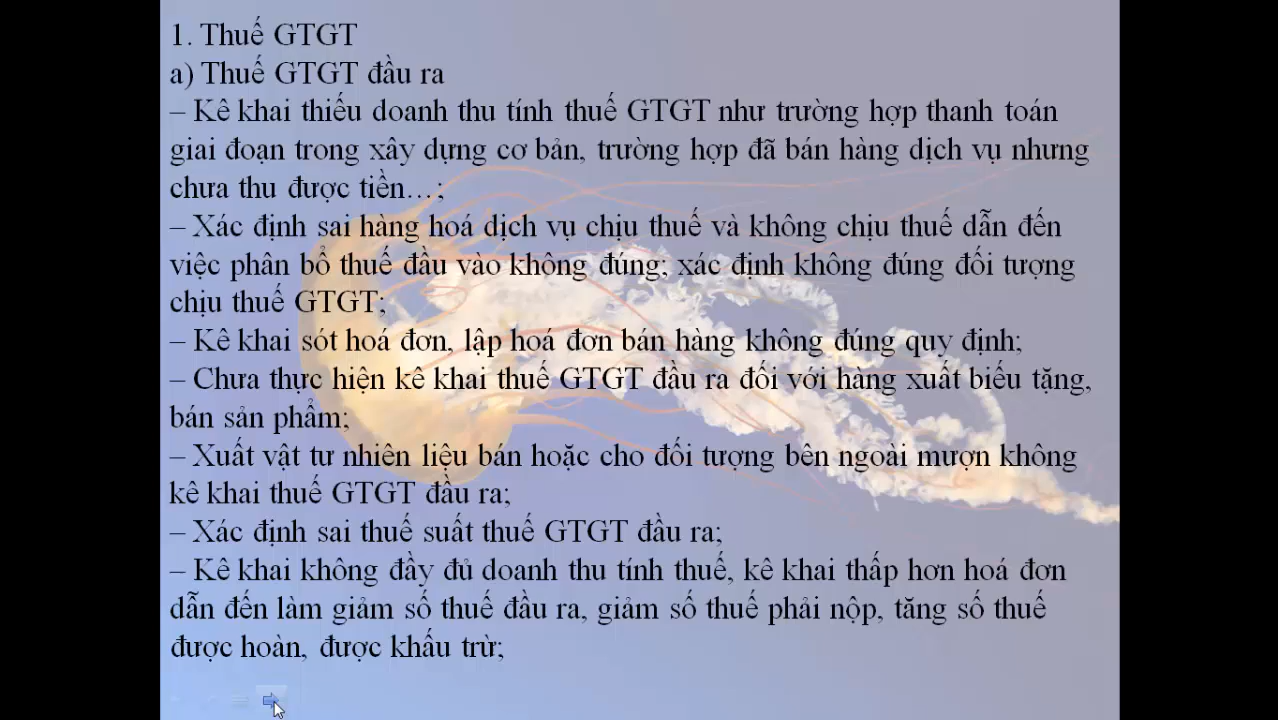 1. Thuế GTGT
a) Thuế GTGT đầu ra
– Kê khai thiếu doanh thu tính thuế GTGT như trường hợp thanh toán
giai đoạn trong xây dựng cơ bản, trường hợp đã bán hàng dịch vụ nhưng
chưa thu được tiền…;
– Xác định sai hàng hoá dịch vụ chịu thuế và không chịu thuế dẫn đến
việc phân bổ thuế đầu vào không đúng; xác định không đúng đối tượng
chịu thuế GTGT;
– Kê khai sót hoá đơn, lập hoá đơn bán hàng không đúng quy định;
– Chưa thực hiện kê khai thuế GTGT đầu ra đối với hàng xuất biếu tặng,
bán sản phẩm;
– Xuất vật tư nhiên liệu bán hoặc cho đối tượng bên ngoài mượn không
kê khai thuế GTGT đầu ra;
– Xác định sai thuế suất thuế GTGT đầu ra;
– Kê khai không đầy đủ doanh thu tính thuế, kê khai thấp hơn hoá đơn
dẫn đến làm giảm số thuế đầu ra, giảm số thuế phải nộp, tăng số thuế
được hoàn, được khấu trừ;